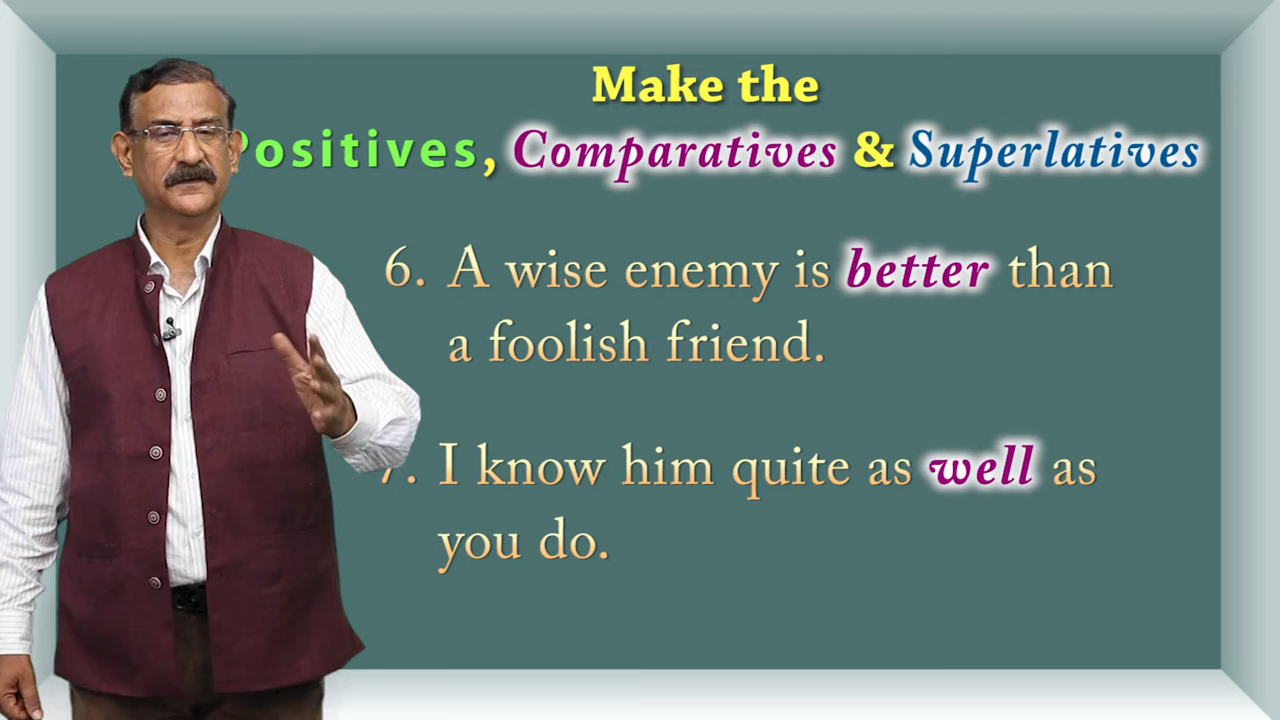 Make the
Positives, Comparatives & Superlatives
6. A wise enemy is better than
a foolish friend.
7. I know him quite as well as
you do.